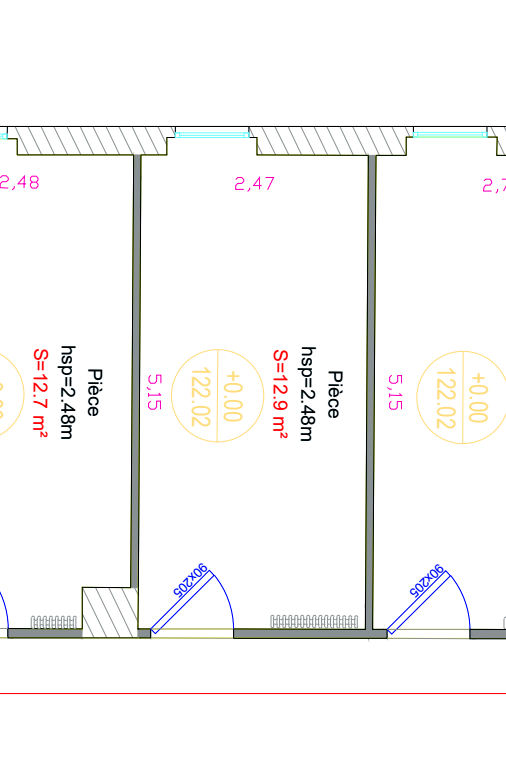 2,48
2,47
2,7
Pièce
hsp=2.48m
S=12.7 m²
5,15
+0.00
122.02
Pièce
hsp=2.48m
S=12.9 m²
5,15
+0.00
122.02
90x205
90x205